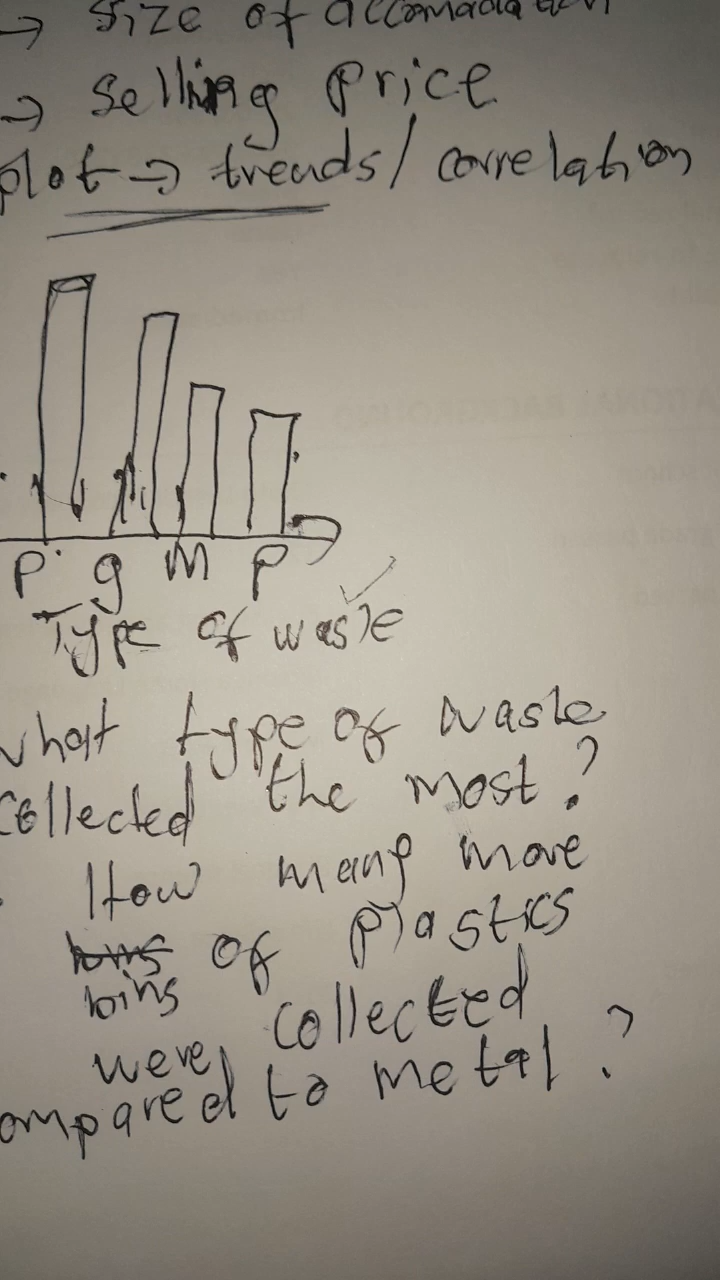 → size of accomadation
→ selling price
plot → trends / correlation
P g M P
Type of waste
what type of waste
collected the most?
How many more
of plastics
bins
collected
were
compared to metal?